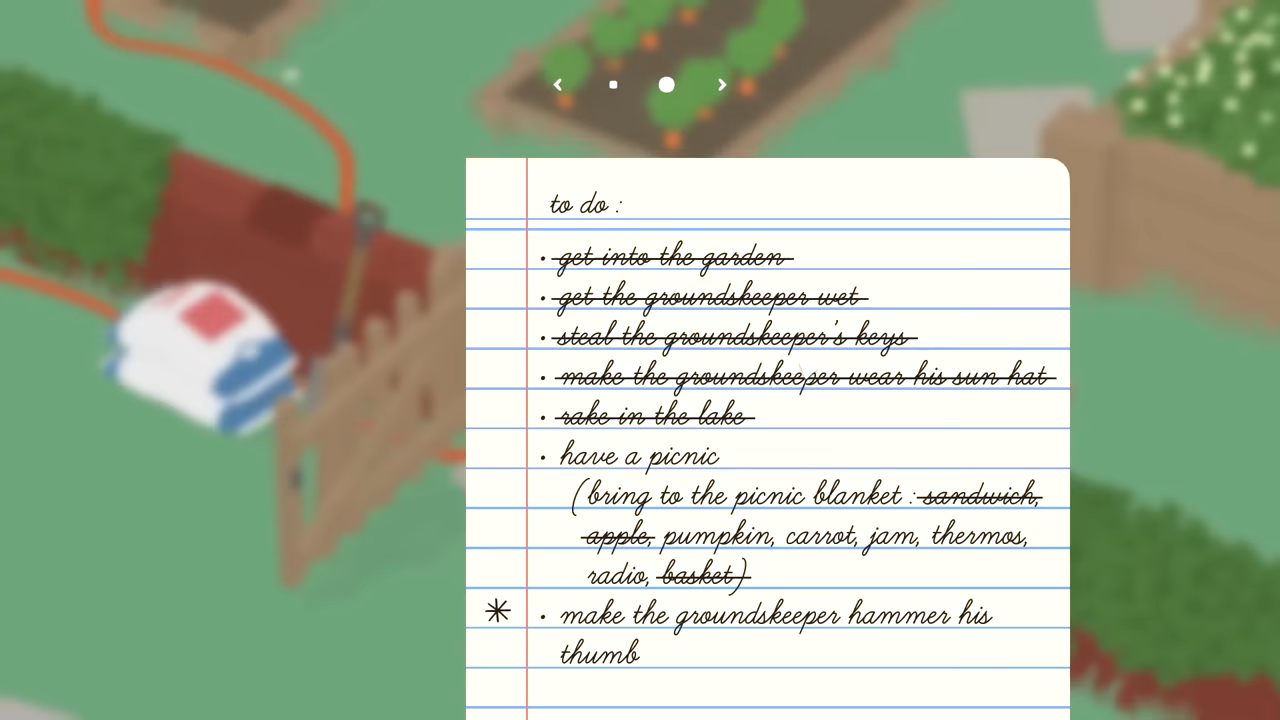 to do :
• get into the garden
• get the groundskeeper wet
• steal the groundskeeper's keys
• make the groundskeeper wear his sun hat
• rake in the lake
• have a picnic
(bring to the picnic blanket : sandwich,
apple, pumpkin, carrot, jam, thermos,
radio, basket)
• make the groundskeeper hammer his
thumb